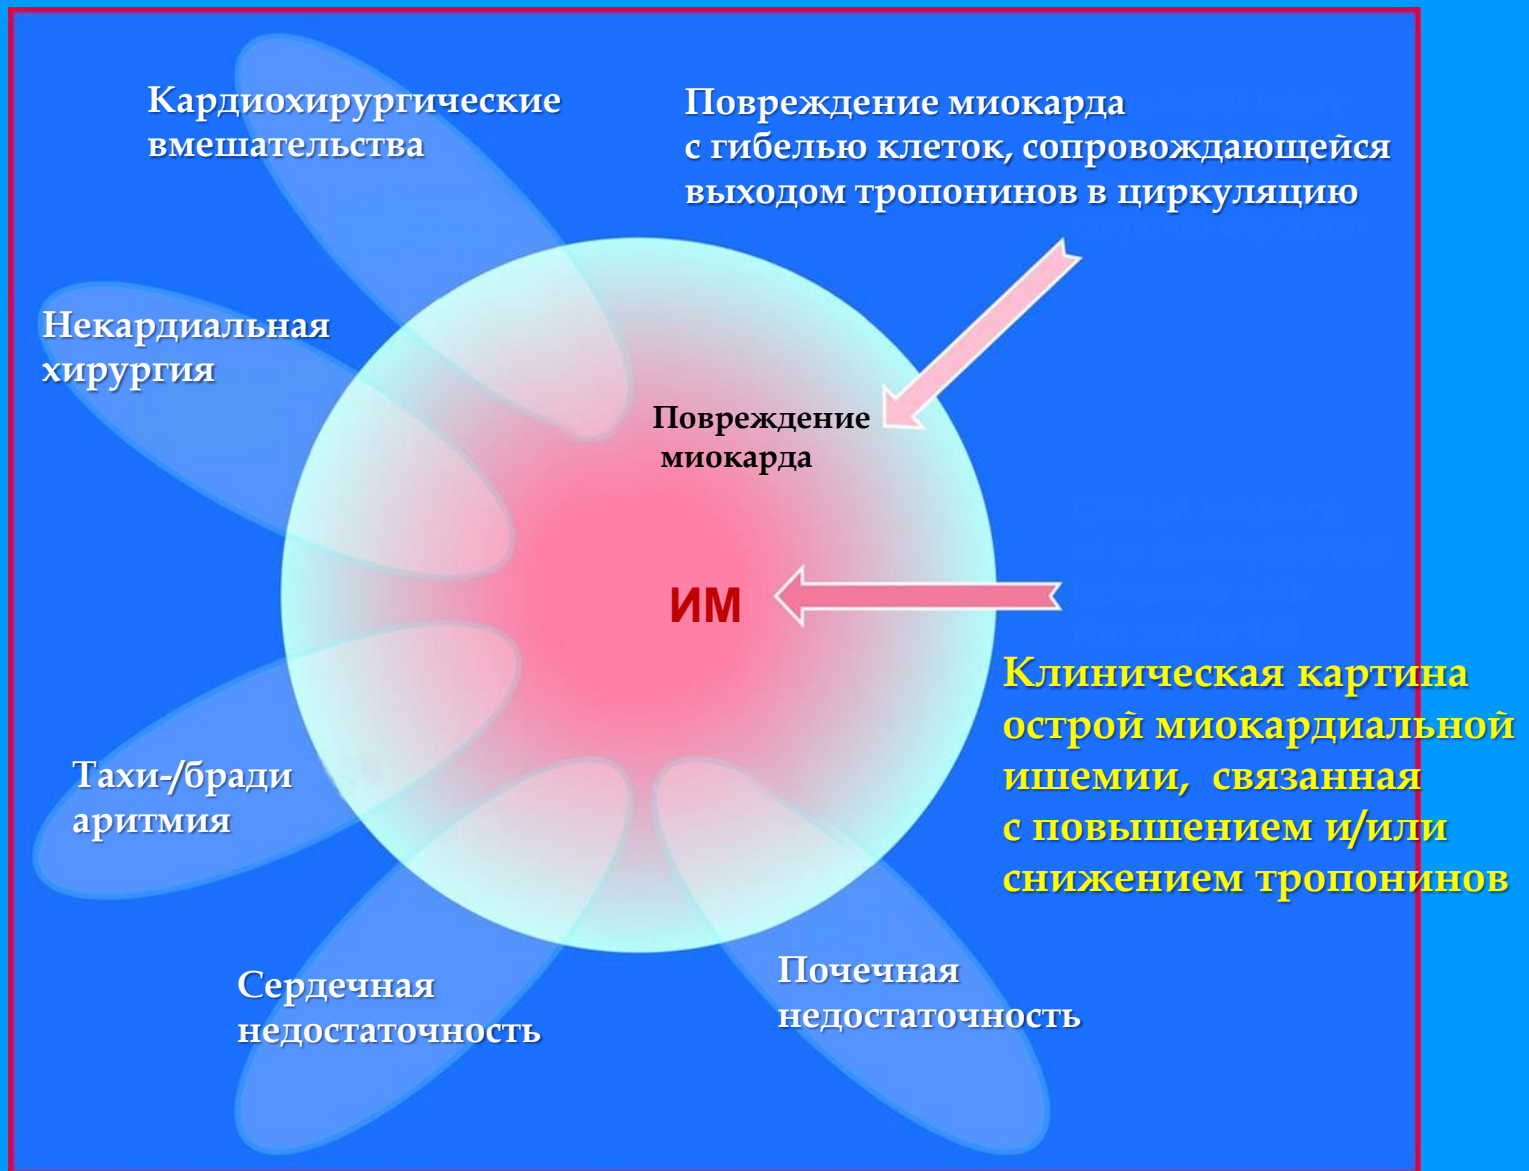 Кардиохирургические
вмешательства
Повреждение миокарда
с гибелью клеток, сопровождающейся
выходом тропонинов в циркуляцию
Некардиальная
хирургия
Повреждение
миокарда
ИМ
Клиническая картина
острой миокардиальной
ишемии, связанная
с повышением и/или
снижением тропонинов
Тахи-/бради
аритмия
Сердечная
недостаточность
Почечная
недостаточность